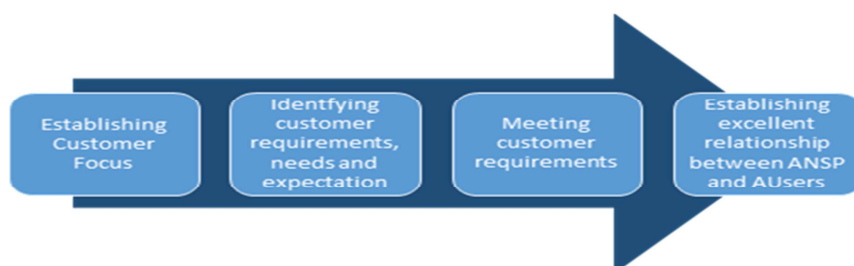 Establishing
Customer
Focus
Identfying
customer
requirements,
needs and
expectation
Meeting
customer
requirements
Establishing
excellent
relationship
between ANSP
and AUsers